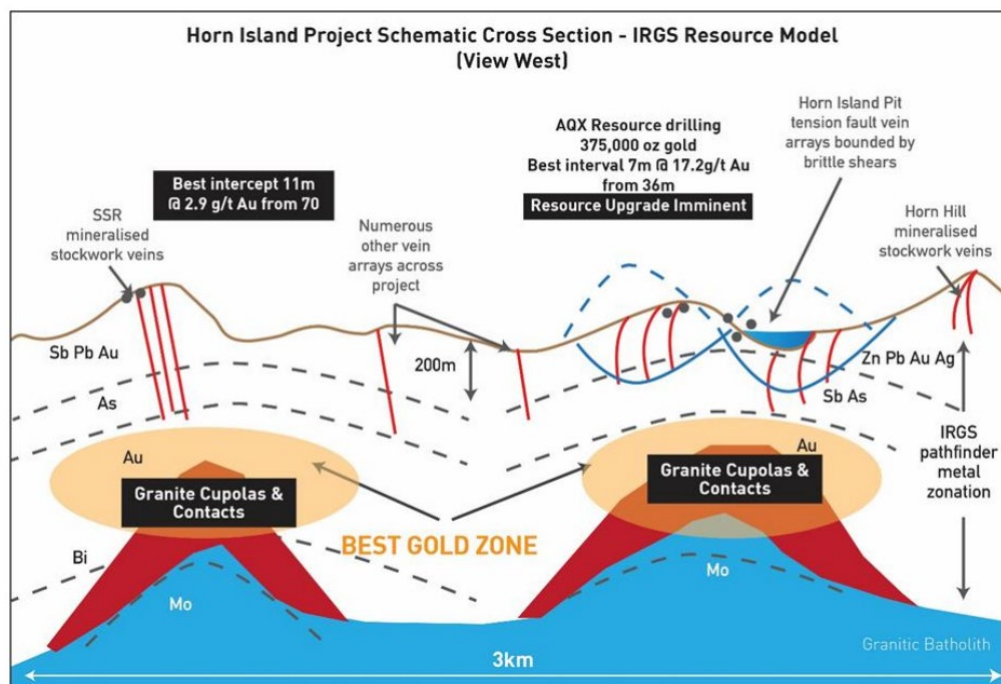 Horn Island Project Schematic Cross Section - IRGS Resource Model
(View West)
Best intercept 11m
@ 2.9 g/t Au from 70
SSR
mineralised
stockwork veins
Numerous
other vein
arrays across
project
AQX Resource drilling
375,000 oz gold
Best interval 7m @ 17.2g/t Au
from 36m
Resource Upgrade Imminent
Horn Island Pit
tension fault vein
arrays bounded by
brittle shears
Horn Hill
mineralised
stockwork veins
Sb Pb Au
200m
Zn Pb Au Ag
As
Sb As
Au
Au
IRGS
pathfinder
metal
zonation
Granite Cupolas &
Contacts
Granite Cupolas &
Contacts
BEST GOLD ZONE
Bi
Mo
Mo
Granitic Batholith
3km